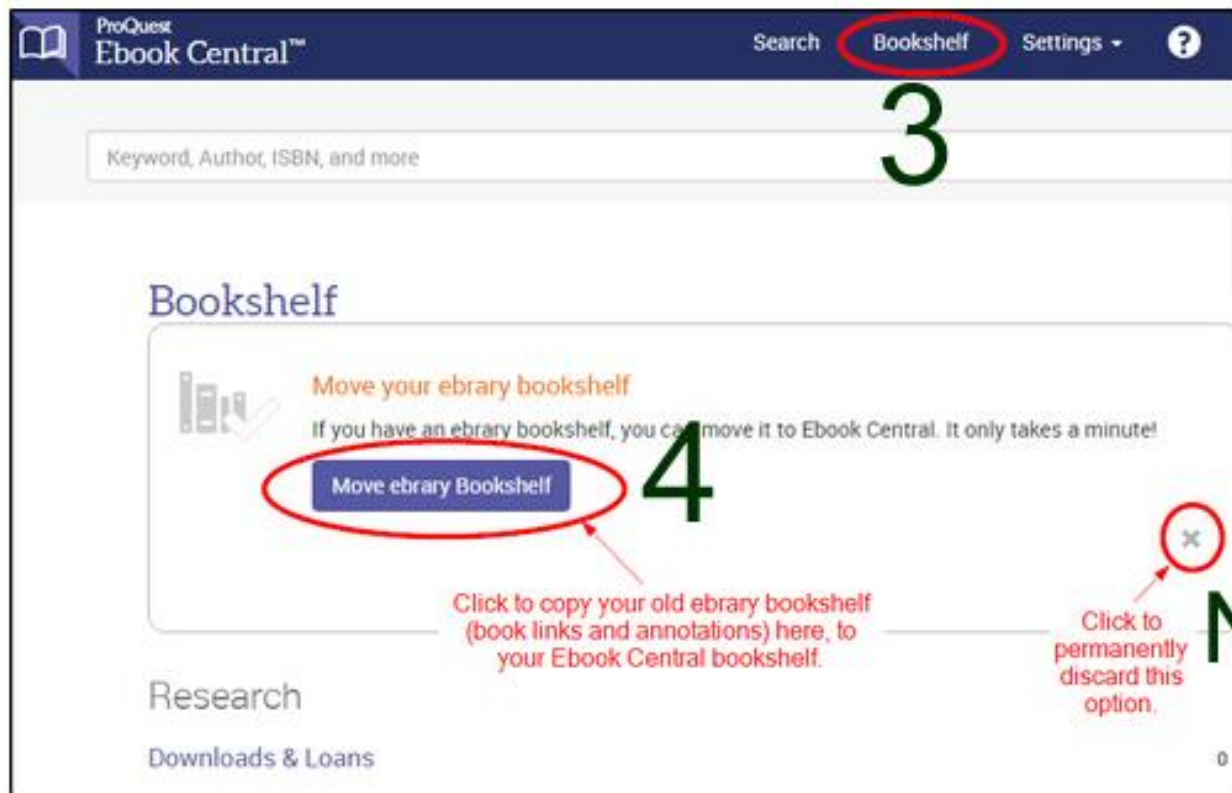 ProQuest
Ebook Central™
Search Bookshelf Settings ?
3
Keyword, Author, ISBN, and more
Bookshelf
Move your ebrary bookshelf
If you have an ebrary bookshelf, you can move it to Ebook Central. It only takes a minute!
Move ebrary Bookshelf
4
Click to copy your old ebrary bookshelf
(book links and annotations) here, to
your Ebook Central bookshelf.
Click to
permanently
discard this
option.
N
Research
Downloads & Loans 0